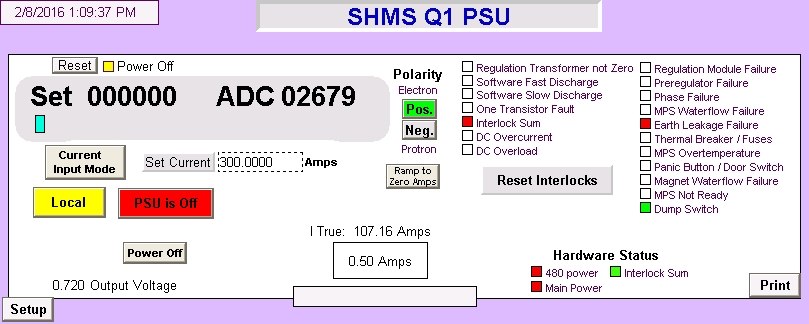 2/8/2016 1:09:37 PM
SHMS Q1 PSU
Reset
Power Off
Set 000000 ADC 02679
Current
Input Mode
Set Current 300.0000 Amps
Local
PSU is Off
Power Off
0.720 Output Voltage
Setup
I True: 107.16 Amps
0.50 Amps
Polarity
Electron
Pos.
Neg.
Protron
Ramp to
Zero Amps
Regulation Transformer not Zero
Software Fast Discharge
Software Slow Discharge
One Transistor Fault
Interlock Sum
DC Overcurrent
DC Overload
Reset Interlocks
Regulation Module Failure
Preregulator Failure
Phase Failure
MPS Waterflow Failure
Earth Leakage Failure
Thermal Breaker / Fuses
MPS Overtemperature
Panic Button / Door Switch
Magnet Waterflow Failure
MPS Not Ready
Dump Switch
Hardware Status
480 power Interlock Sum
Main Power
Print